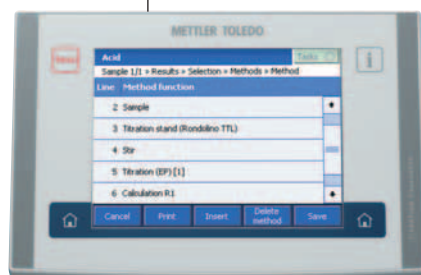 METTLER TOLEDO
Reset
i
Acid
Tasks
Sample 1/1 » Results » Selection » Methods » Method
Line Method function
2 Sample
3 Titration stand (Rondolino TTL)
4 Stir
5 Titration (EP) [1]
6 Calculation R1
Cancel Print Insert Delete method Save